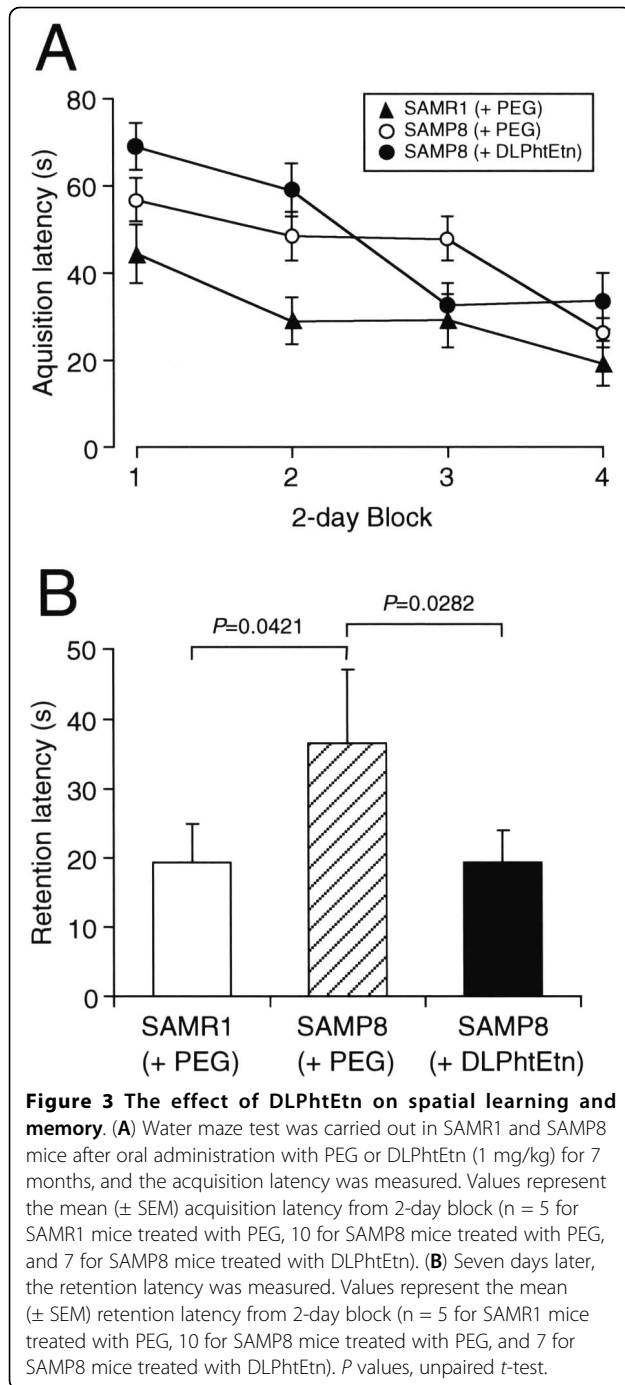 A
80
60
40
20
0
Aquisition latency (s)
▲ SAMR1 (+ PEG)
○ SAMP8 (+ PEG)
● SAMP8 (+ DLPhtEtn)
1 2 3 4
2-day Block
B
P=0.0421
P=0.0282
50
40
30
20
10
0
Retention latency (s)
SAMR1 SAMP8 SAMP8
(+ PEG) (+ PEG) (+ DLPhtEtn)
Figure 3 The effect of DLPhtEtn on spatial learning and
memory. (A) Water maze test was carried out in SAMR1 and SAMP8
mice after oral administration with PEG or DLPhtEtn (1 mg/kg) for 7
months, and the acquisition latency was measured. Values represent
the mean (± SEM) acquisition latency from 2-day block (n = 5 for
SAMR1 mice treated with PEG, 10 for SAMP8 mice treated with PEG,
and 7 for SAMP8 mice treated with DLPhtEtn). (B) Seven days later,
the retention latency was measured. Values represent the mean
(± SEM) retention latency from 2-day block (n = 5 for SAMR1 mice
treated with PEG, 10 for SAMP8 mice treated with PEG, and 7 for
SAMP8 mice treated with DLPhtEtn). P values, unpaired t-test.